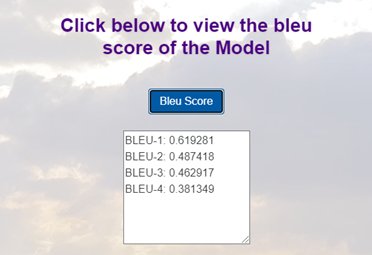 Click below to view the bleu
score of the Model
Bleu Score
BLEU-1: 0.619281
BLEU-2: 0.487418
BLEU-3: 0.462917
BLEU-4: 0.381349